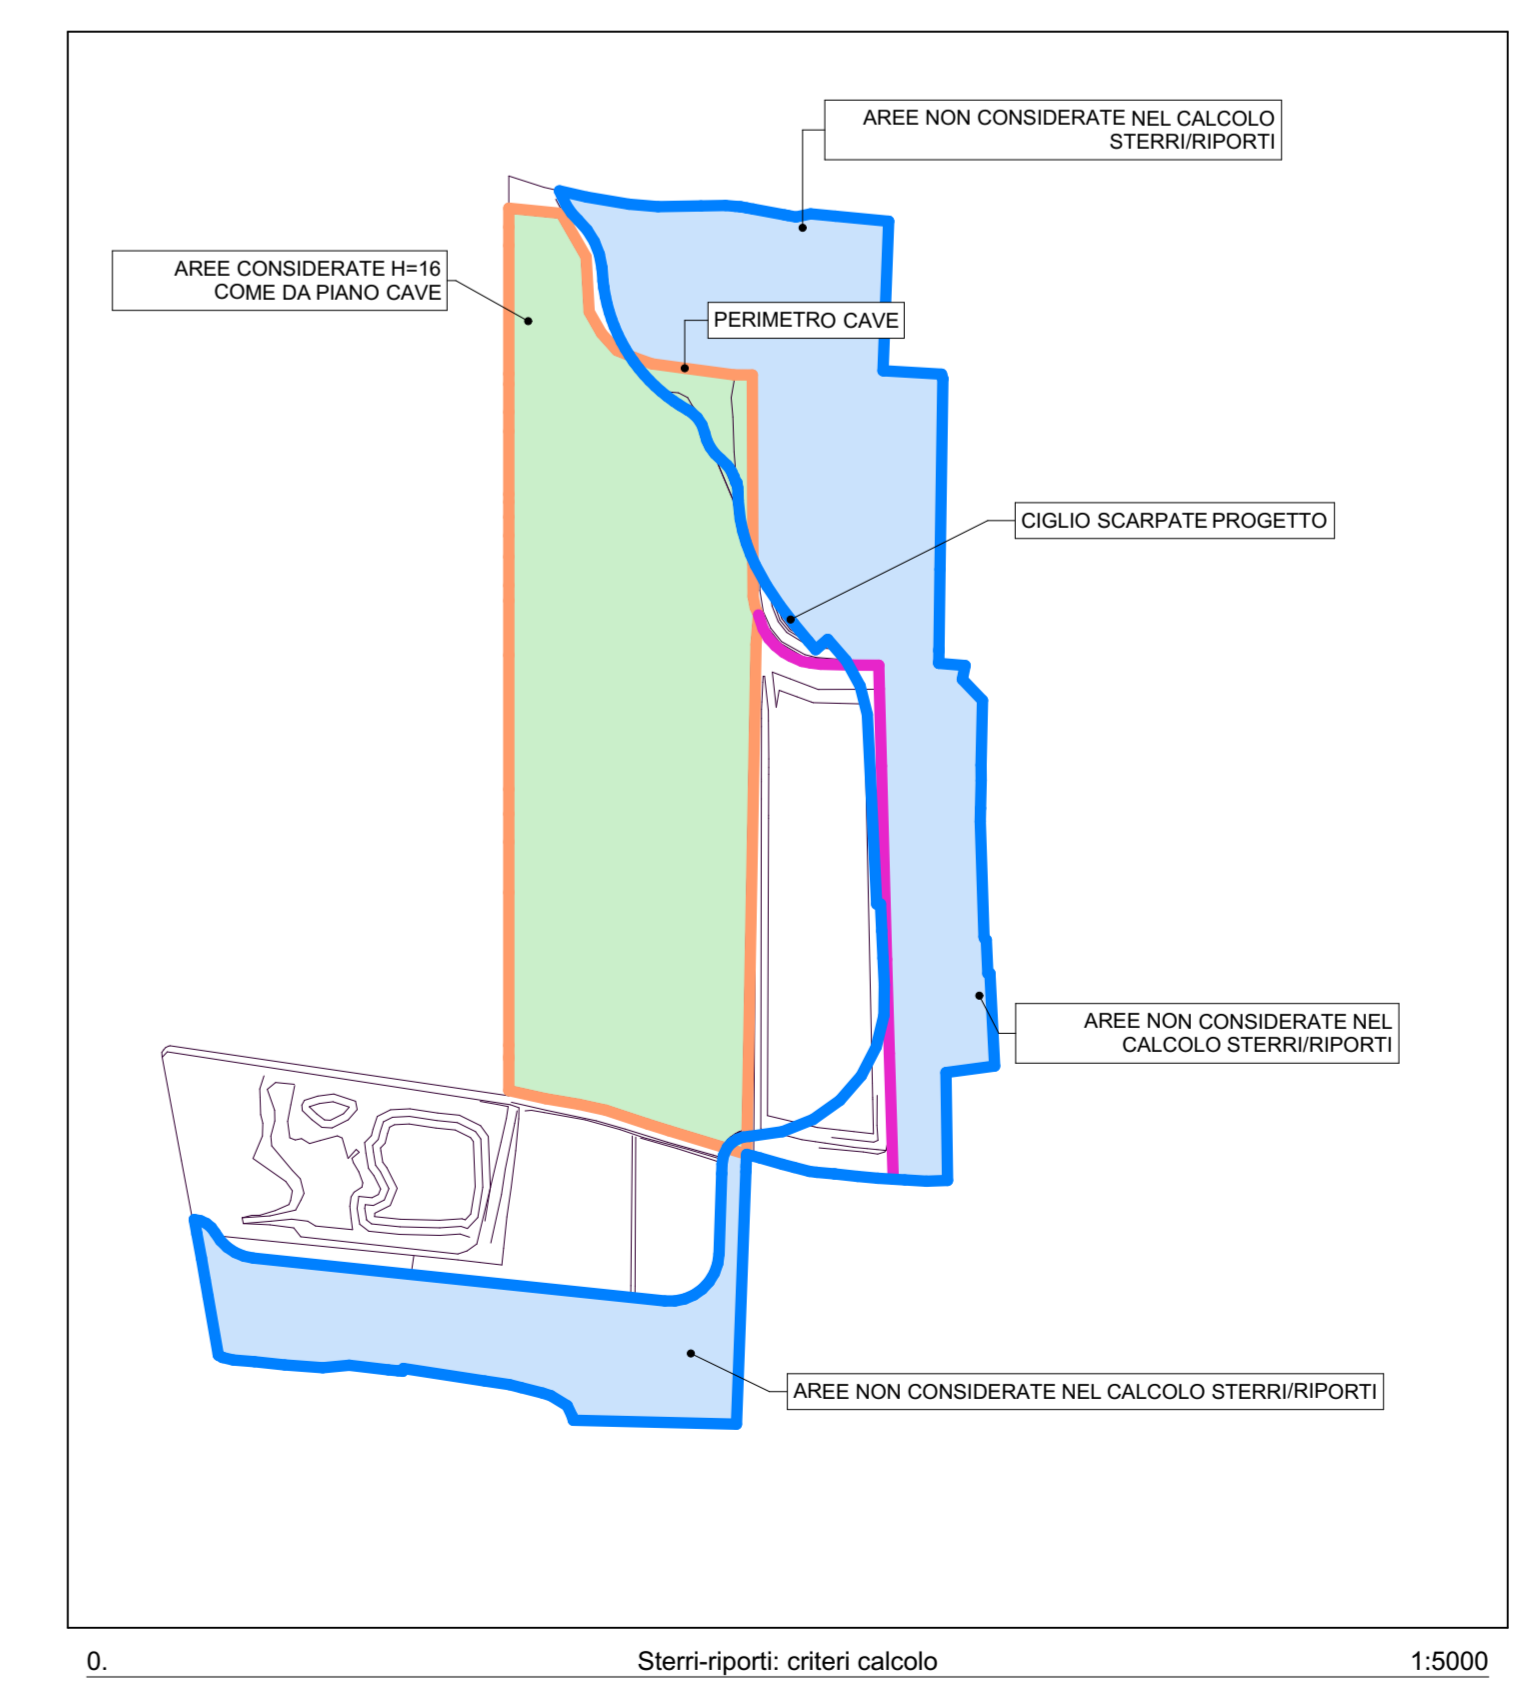 AREE NON CONSIDERATE NEL CALCOLO
STERRI/RIPORTI
AREE CONSIDERATE H=16
COME DA PIANO CAVE
PERIMETRO CAVE
CIGLIO SCARPATE PROGETTO
AREE NON CONSIDERATE NEL
CALCOLO STERRI/RIPORTI
AREE NON CONSIDERATE NEL CALCOLO STERRI/RIPORTI
0. Sterri-riporti: criteri calcolo 1:5000